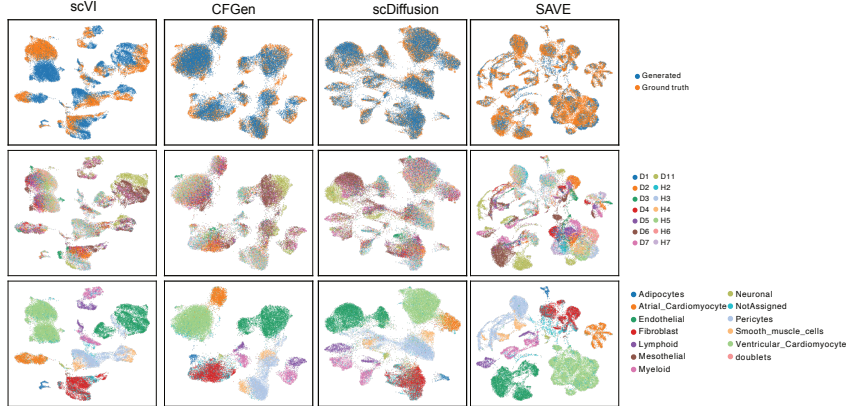 scVI CFGen scDiffusion SAVE
Generated
Ground truth
D1 D11
D2 H2
D3 H3
D4 H4
D5 H5
D6 H6
D7 H7
Adipocytes Neuronal
Atrial_Cardiomyocyte NotAssigned
Endothelial Pericytes
Fibroblast Smooth_muscle_cells
Lymphoid Ventricular_Cardiomyocyte
Mesothelial doublets
Myeloid